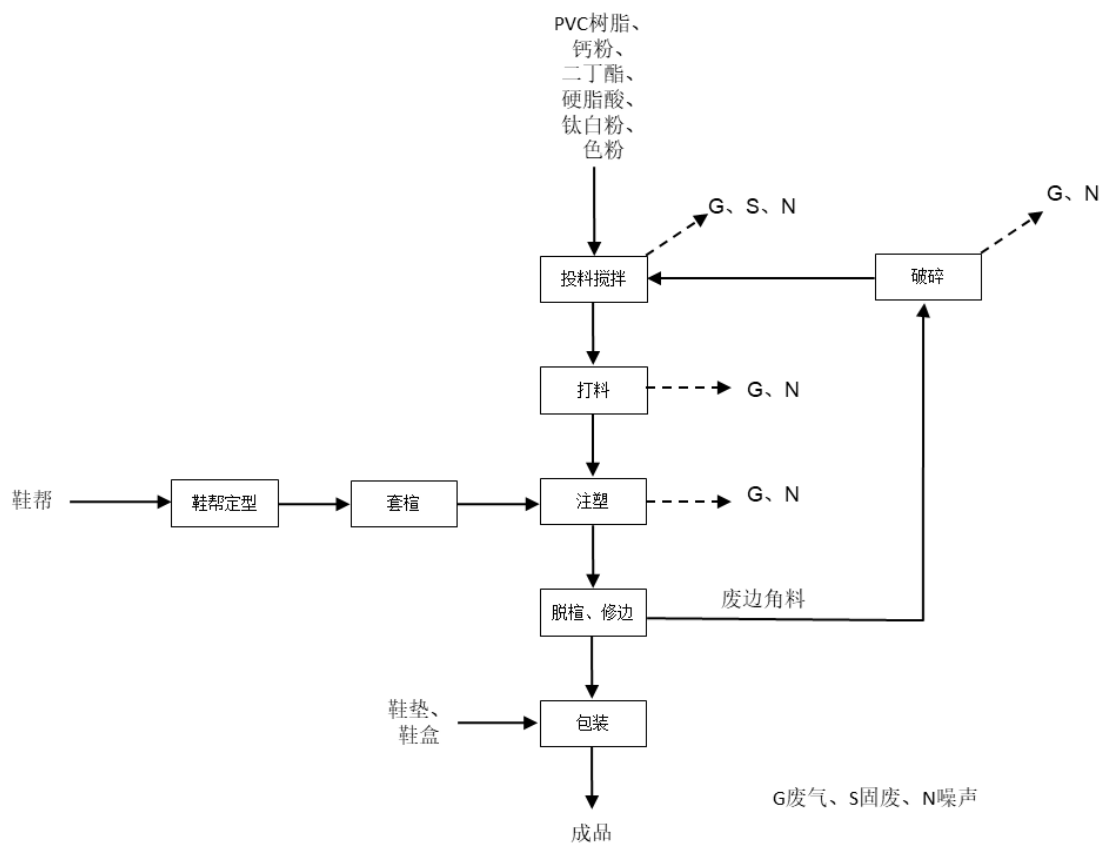 PVC树脂、
钙粉、
二丁酯、
硬脂酸、
钛白粉、
色粉
G、S、N
G、N
投料搅拌
破碎
打料
G、N
鞋帮
鞋帮定型
套楦
注塑
G、N
脱楦、修边
废边角料
鞋垫、
鞋盒
包装
G废气、S固废、N噪声
成品